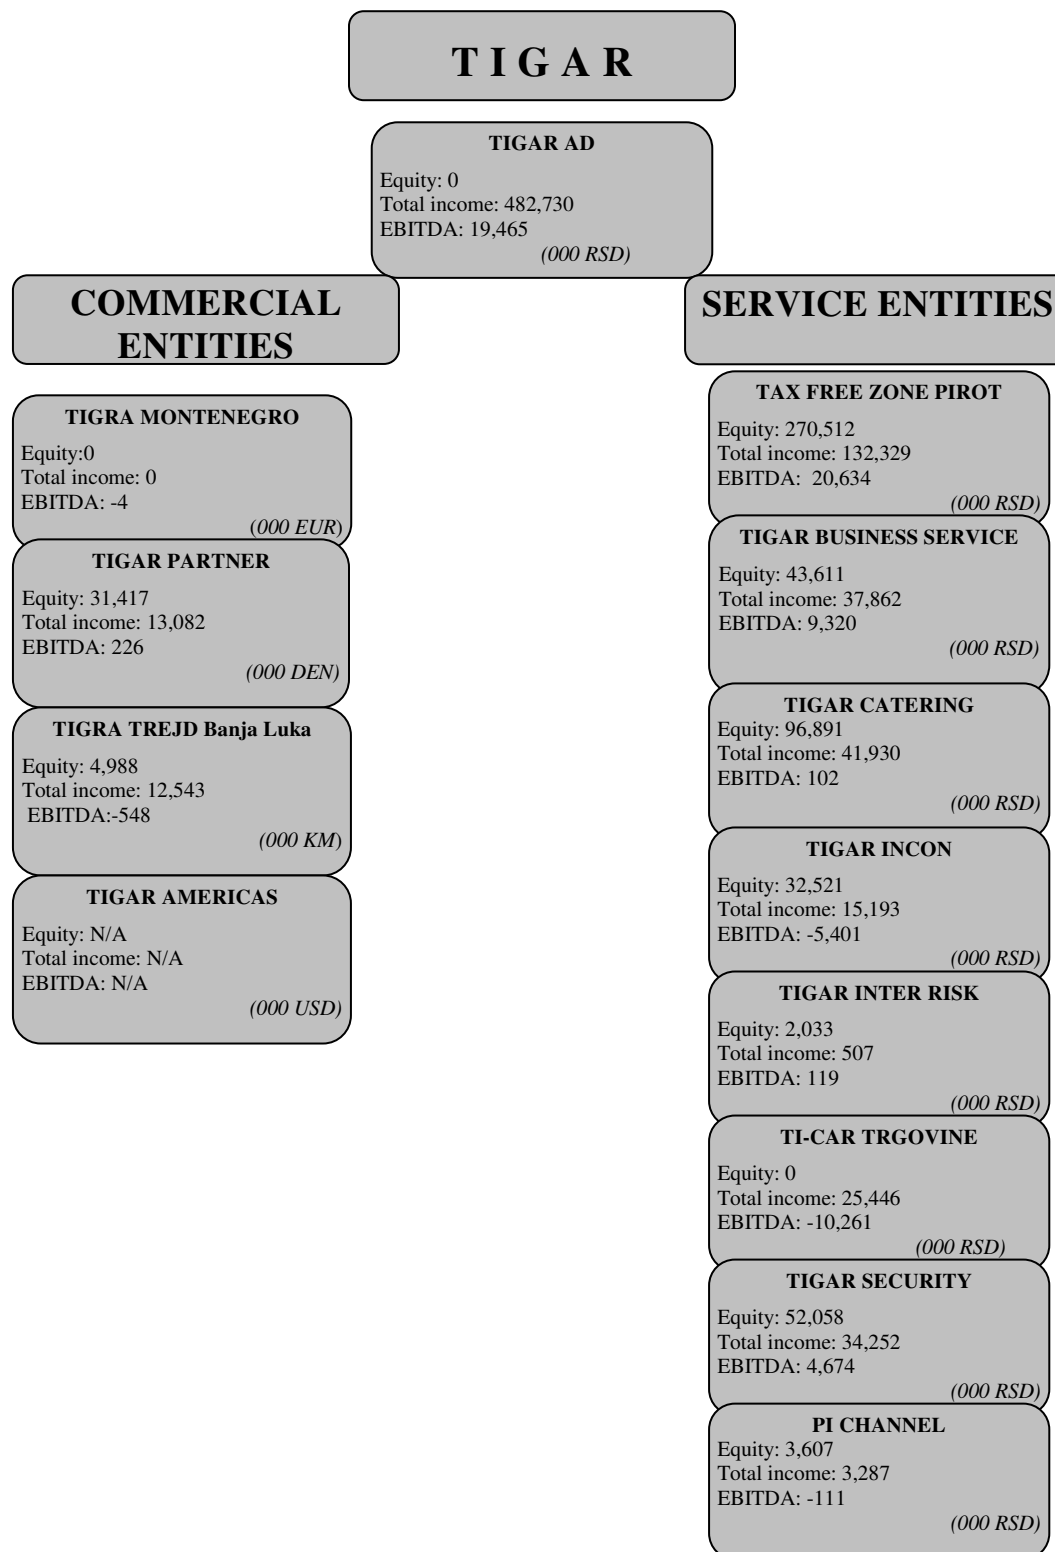 T I G A R
TIGAR AD
Equity: 0
Total income: 482,730
EBITDA: 19,465
(000 RSD)
COMMERCIAL
ENTITIES
TIGRA MONTENEGRO
Equity:0
Total income: 0
EBITDA: -4
(000 EUR)
TIGAR PARTNER
Equity: 31,417
Total income: 13,082
EBITDA: 226
(000 DEN)
TIGRA TREJD Banja Luka
Equity: 4,988
Total income: 12,543
EBITDA:-548
(000 KM)
TIGAR AMERICAS
Equity: N/A
Total income: N/A
EBITDA: N/A
(000 USD)
SERVICE ENTITIES
TAX FREE ZONE PIROT
Equity: 270,512
Total income: 132,329
EBITDA:  20,634
(000 RSD)
TIGAR BUSINESS SERVICE
Equity: 43,611
Total income: 37,862
EBITDA: 9,320
(000 RSD)
TIGAR CATERING
Equity: 96,891
Total income: 41,930
EBITDA: 102
(000 RSD)
TIGAR INCON
Equity: 32,521
Total income: 15,193
EBITDA: -5,401
(000 RSD)
TIGAR INTER RISK
Equity: 2,033
Total income: 507
EBITDA: 119
(000 RSD)
TI-CAR TRGOVINE
Equity: 0
Total income: 25,446
EBITDA: -10,261
(000 RSD)
TIGAR SECURITY
Equity: 52,058
Total income: 34,252
EBITDA: 4,674
(000 RSD)
PI CHANNEL
Equity: 3,607
Total income: 3,287
EBITDA: -111
(000 RSD)